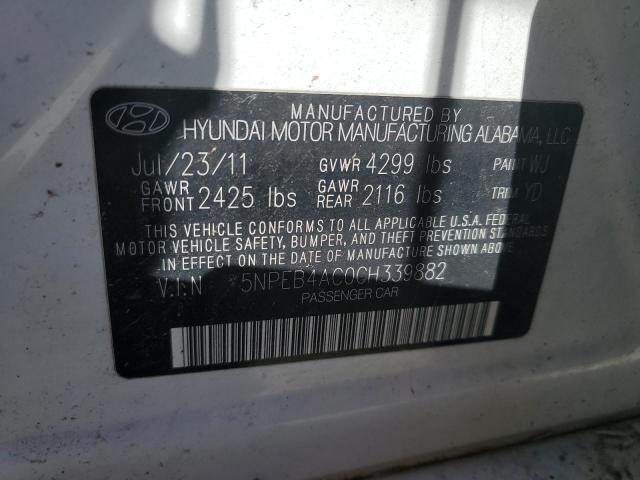 MANUFACTURED BY
HYUNDAI MOTOR MANUFACTURING ALABAMA, LLC
Jul/23/11 GVWR 4299 lbs PAINT WJ
GAWR FRONT 2425 lbs GAWR REAR 2116 lbs TRIM YD
THIS VEHICLE CONFORMS TO ALL APPLICABLE U.S.A. FEDERAL
MOTOR VEHICLE SAFETY, BUMPER, AND THEFT PREVENTION STANDARDS
IN EFFECT ON THE DATE OF MANUFACTURE SHOWN ABOVE
V.I.N 5NPEB4AC0CH339882
PASSENGER CAR